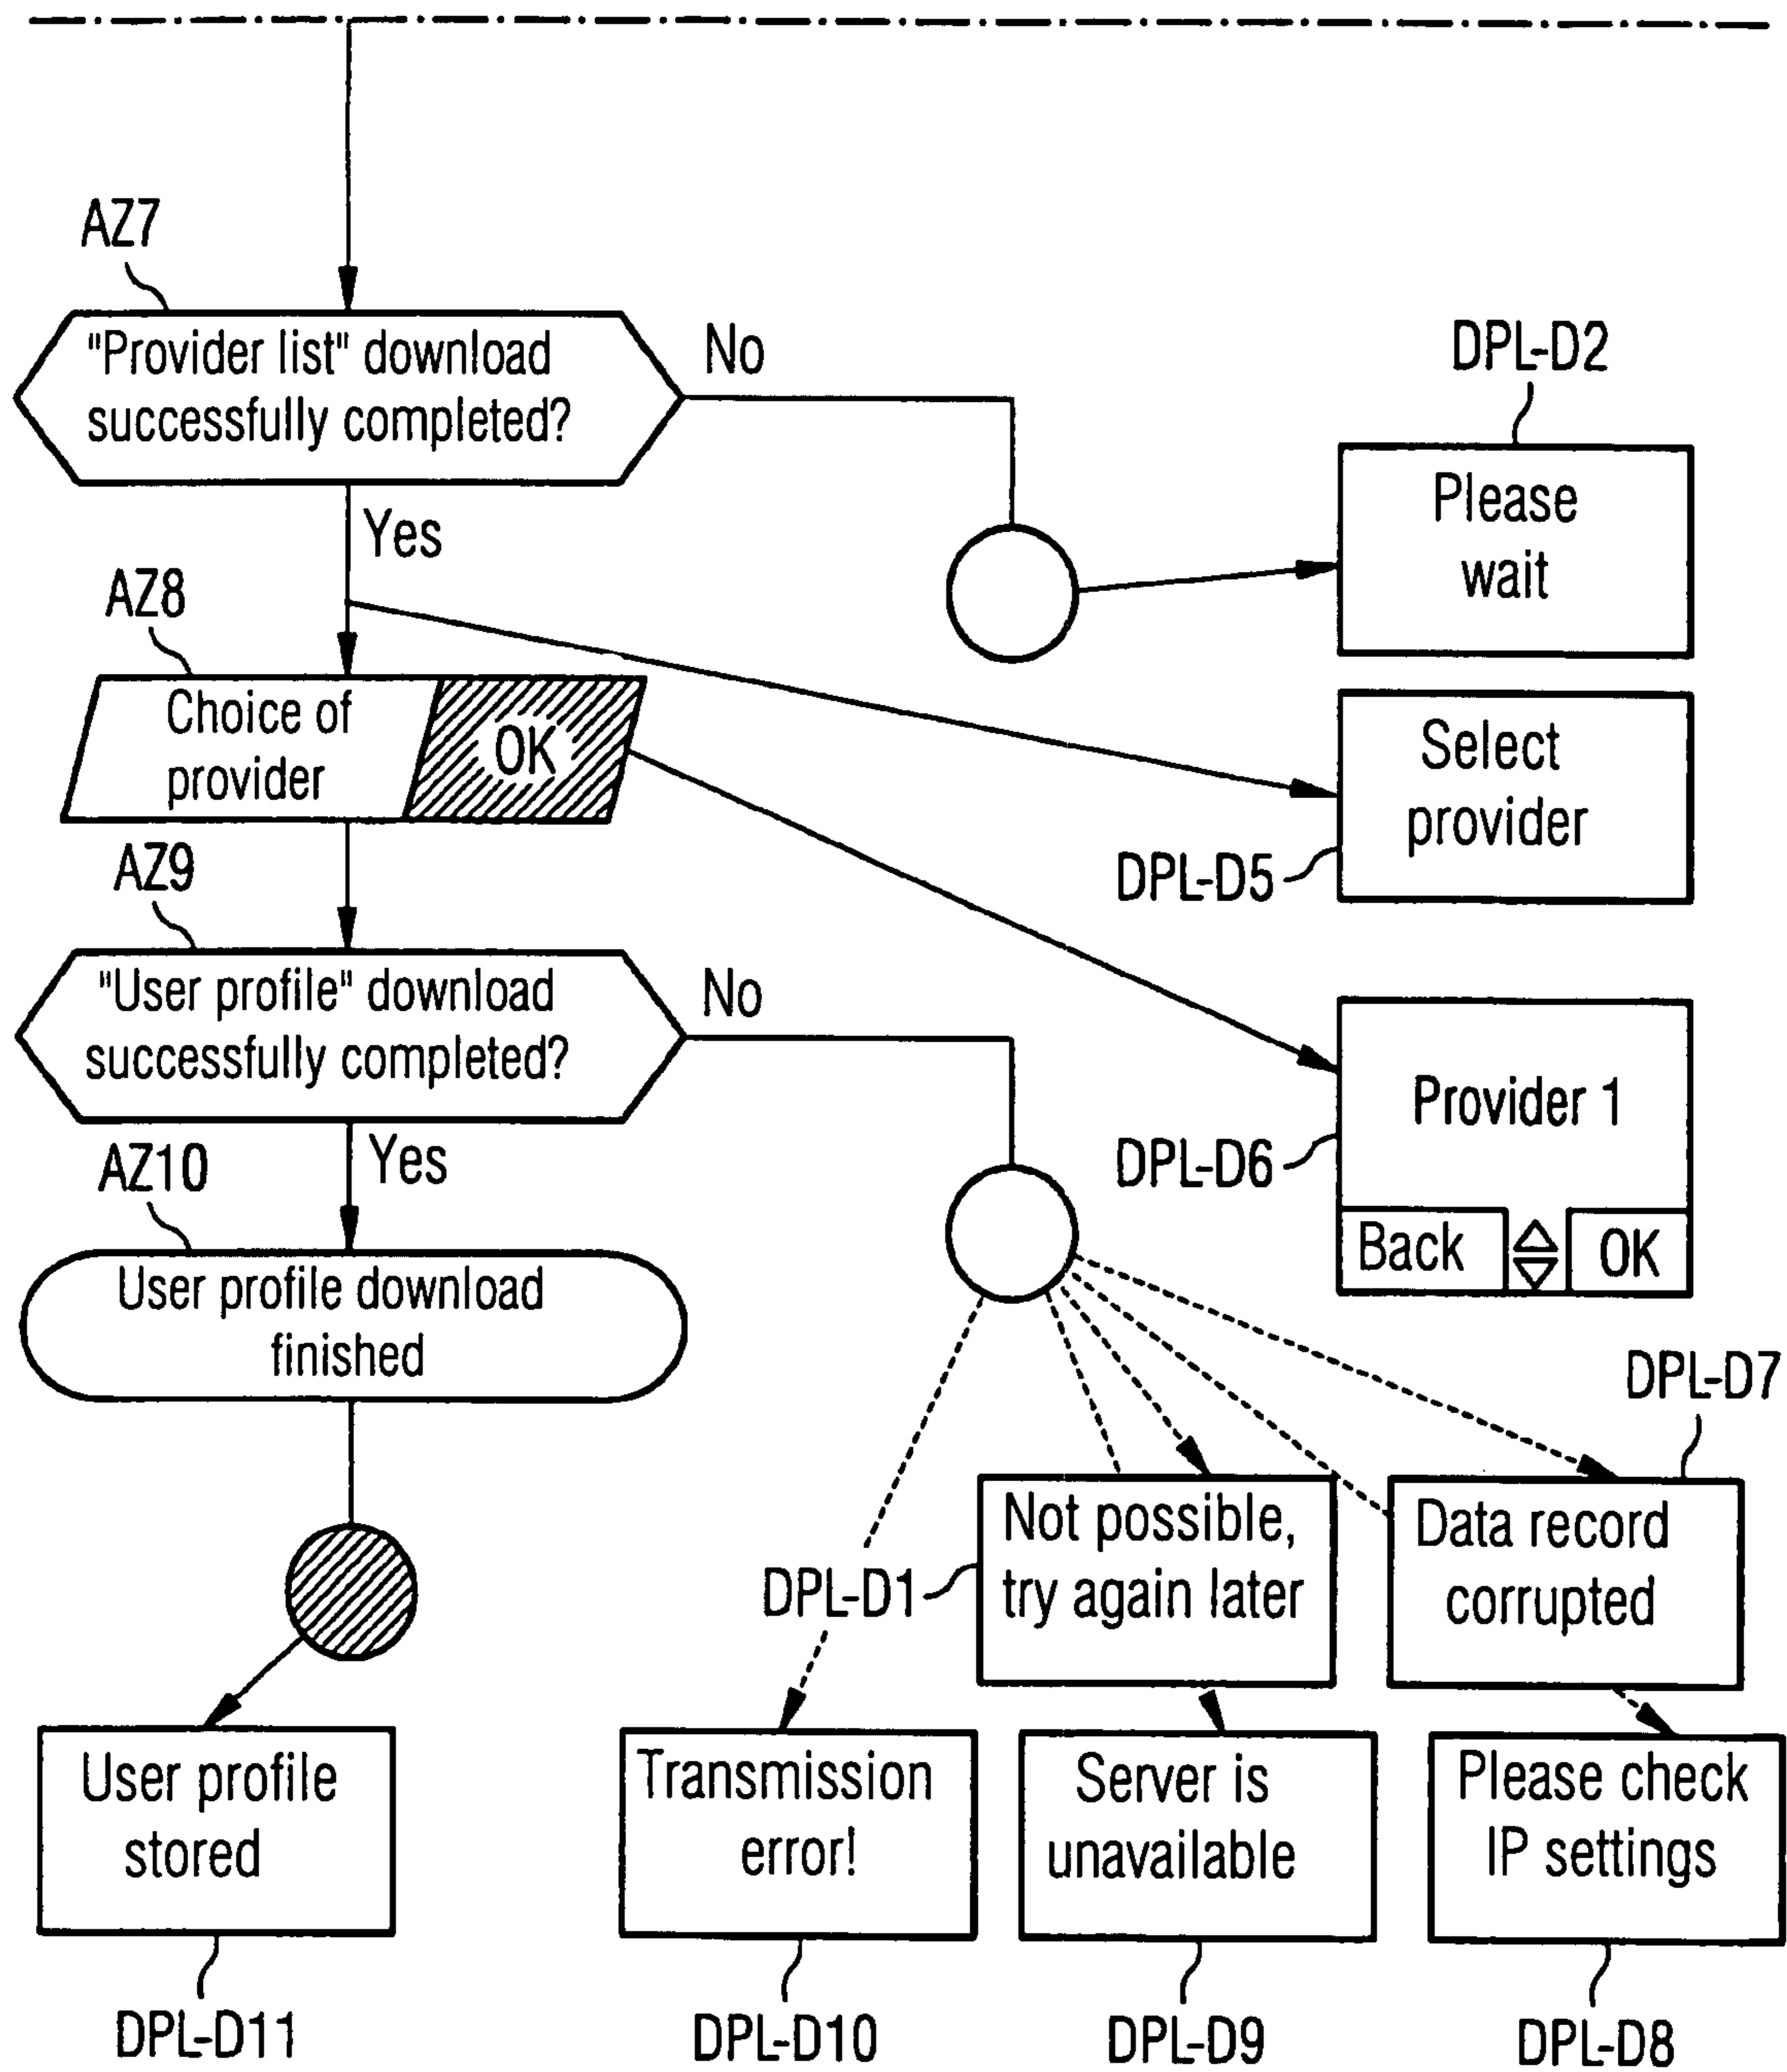 AZ7
"Provider list" download
successfully completed?
No
DPL-D2
Please
wait
Yes
AZ8
Choice of
provider
OK
Select
provider
DPL-D5
AZ9
"User profile" download
successfully completed?
No
Provider 1
DPL-D6
Back
OK
Yes
AZ10
User profile download
finished
DPL-D7
Not possible,
try again later
DPL-D1
Data record
corrupted
User profile
stored
Transmission
error!
Server is
unavailable
Please check
IP settings
DPL-D11
DPL-D10
DPL-D9
DPL-D8